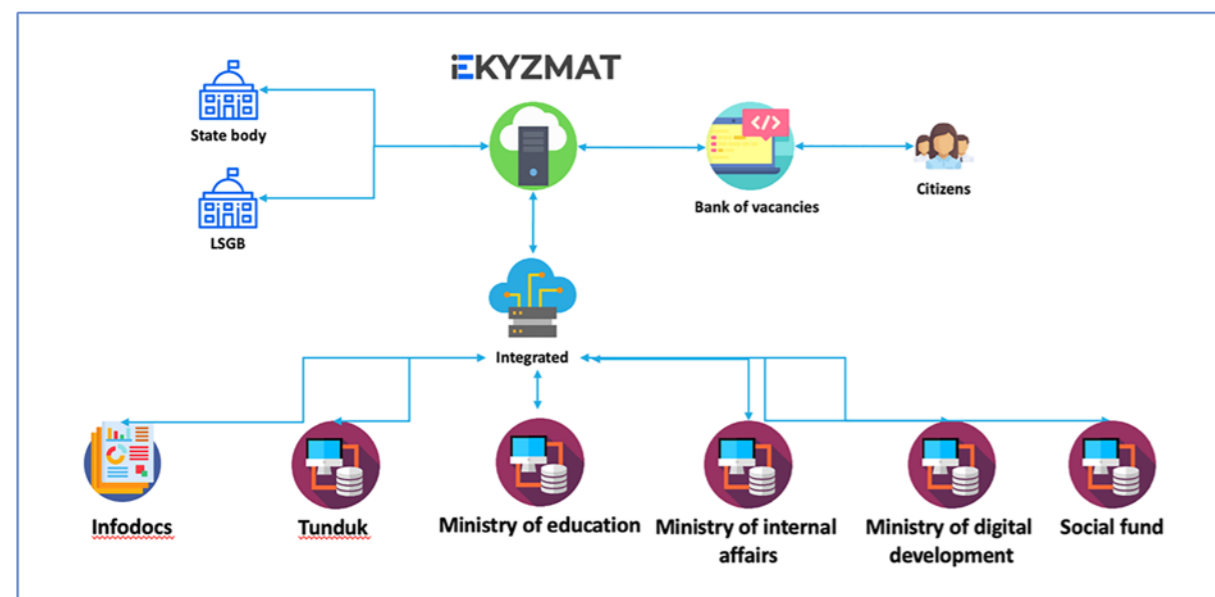 iEKYZMAT
State body
</>
LSGB
Bank of vacancies
Citizens
Integrated
Infodocs
Tunduk
Ministry of education
Ministry of internal
affairs
Ministry of digital
development
Social fund